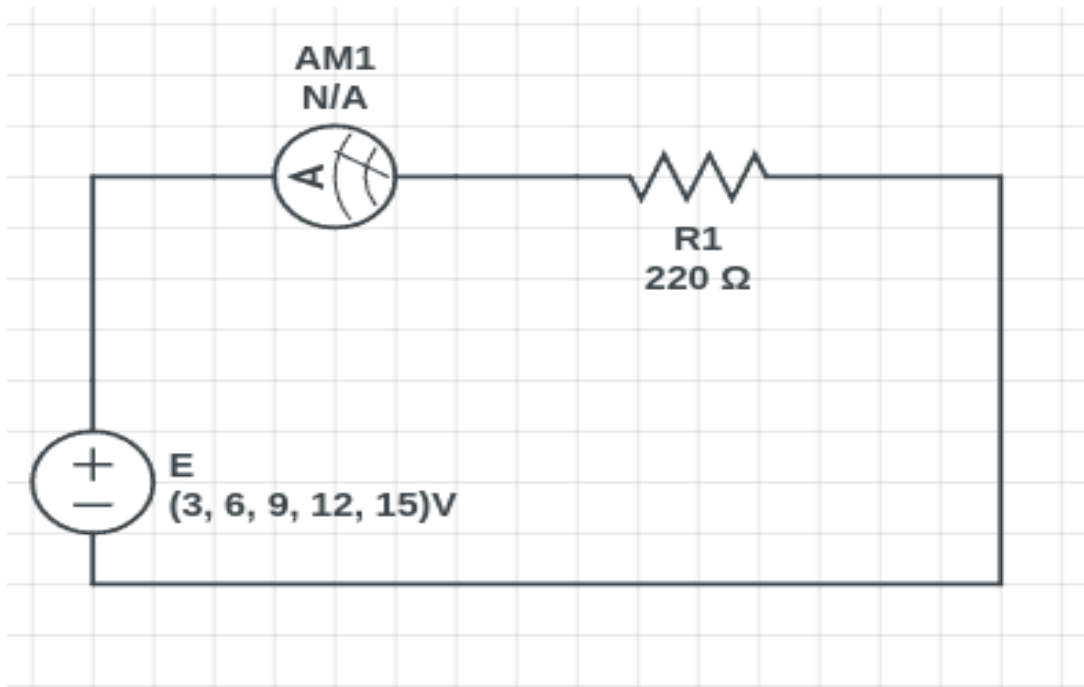 AM1
N/A
A
R1
220 Ω
E
(3, 6, 9, 12, 15)V